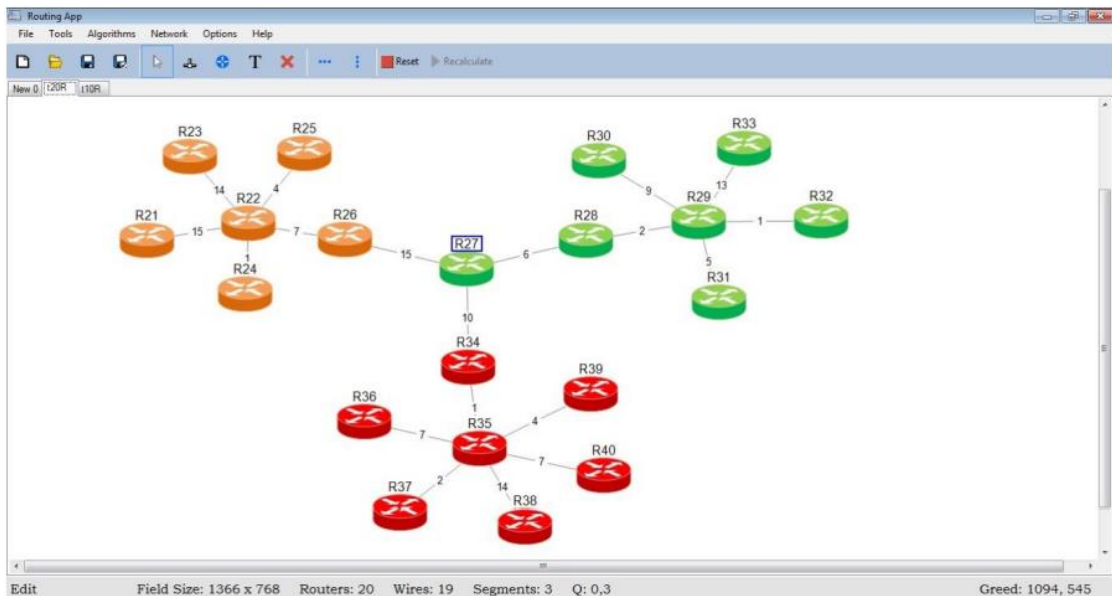 Routing App
File Tools Algorithms Network Options Help
T Reset Recalculate
New 0 t20R t10R
R23
R25
R30
R33
14
4
9
13
R21
R22
R26
R28
R29
R32
15
7
2
1
1
R24
15
R27
6
5
R31
10
R34
R36
1
R39
7
R35
4
R40
2
7
R37
14
R38
Edit Field Size: 1366 x 768 Routers: 20 Wires: 19 Segments: 3 Q: 0,3 Greed: 1094, 545